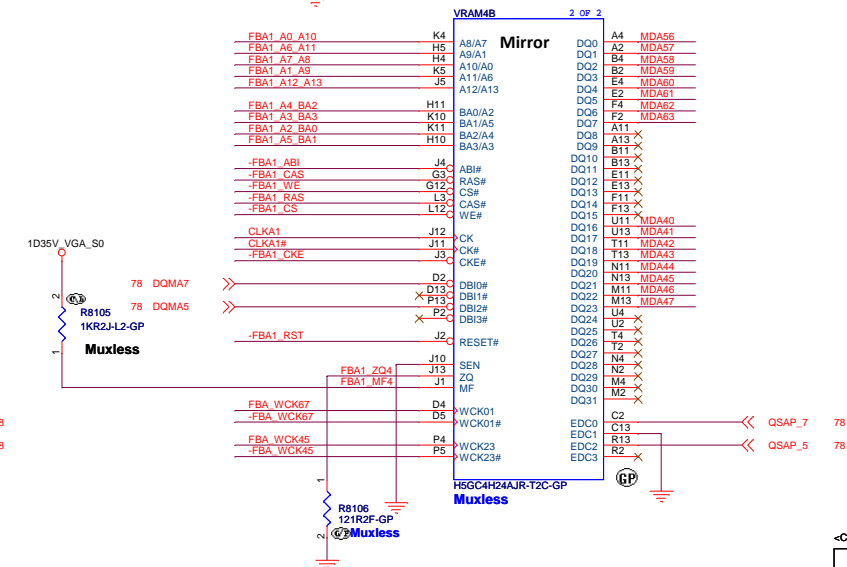 VRAM4B 2 OF 2
Mirror
FBA1_A0_A10 K4 A8/A7 DQ0 A4 MDA56
FBA1_A6_A11 H5 A9/A1 DQ1 A2 MDA57
FBA1_A7_A8 H4 A10/A0 DQ2 B4 MDA58
FBA1_A1_A9 K5 A11/A6 DQ3 B2 MDA59
FBA1_A12_A13 J5 A12/A13 DQ4 E4 MDA60
DQ5 E2 MDA61
FBA1_A4_BA2 H11 BA0/A2 DQ6 F4 MDA62
FBA1_A3_BA3 K10 BA1/A5 DQ7 F2 MDA63
FBA1_A2_BA0 K11 BA2/A4 DQ8 A11
FBA1_A5_BA1 H10 BA3/A3 DQ9 A13
DQ10 B11
-FBA1_ABI J4 ABI# DQ11 B13
-FBA1_CAS G3 RAS# DQ12 E11
-FBA1_WE G12 CS# DQ13 E13
-FBA1_RAS L3 CAS# DQ14 F11
-FBA1_CS L12 WE# DQ15 F13
DQ16 U11 MDA40
CLKA1 J12 CK DQ17 U13 MDA41
CLKA1# J11 CK# DQ18 T11 MDA42
-FBA1_CKE J3 CKE# DQ19 T13 MDA43
DQ20 N11 MDA44
78 DQMA7 D2 DBI0# DQ21 N13 MDA45
D13 DBI1# DQ22 M11 MDA46
78 DQMA5 P13 DBI2# DQ23 M13 MDA47
P2 DBI3# DQ24 U4
DQ25 U2
-FBA1_RST J2 RESET# DQ26 T4
DQ27 T2
J10 SEN DQ28 N4
FBA1_ZQ4 J13 ZQ DQ29 N2
FBA1_MF4 J1 MF DQ30 M4
DQ31 M2
FBA_WCK67 D4 WCK01 EDC0 C2 QSAP_7 78
-FBA_WCK67 D5 WCK01# EDC1 C13
FBA_WCK45 P4 WCK23 EDC2 R13 QSAP_5 78
-FBA_WCK45 P5 WCK23# EDC3 R2
1D35V_VGA_S0
2
R8105
1KR2J-L2-GP
Muxless
1
H5GC4H24AJR-T2C-GP
Muxless
GP
1
R8106
121R2F-GP
Muxless
2
8
8
<C